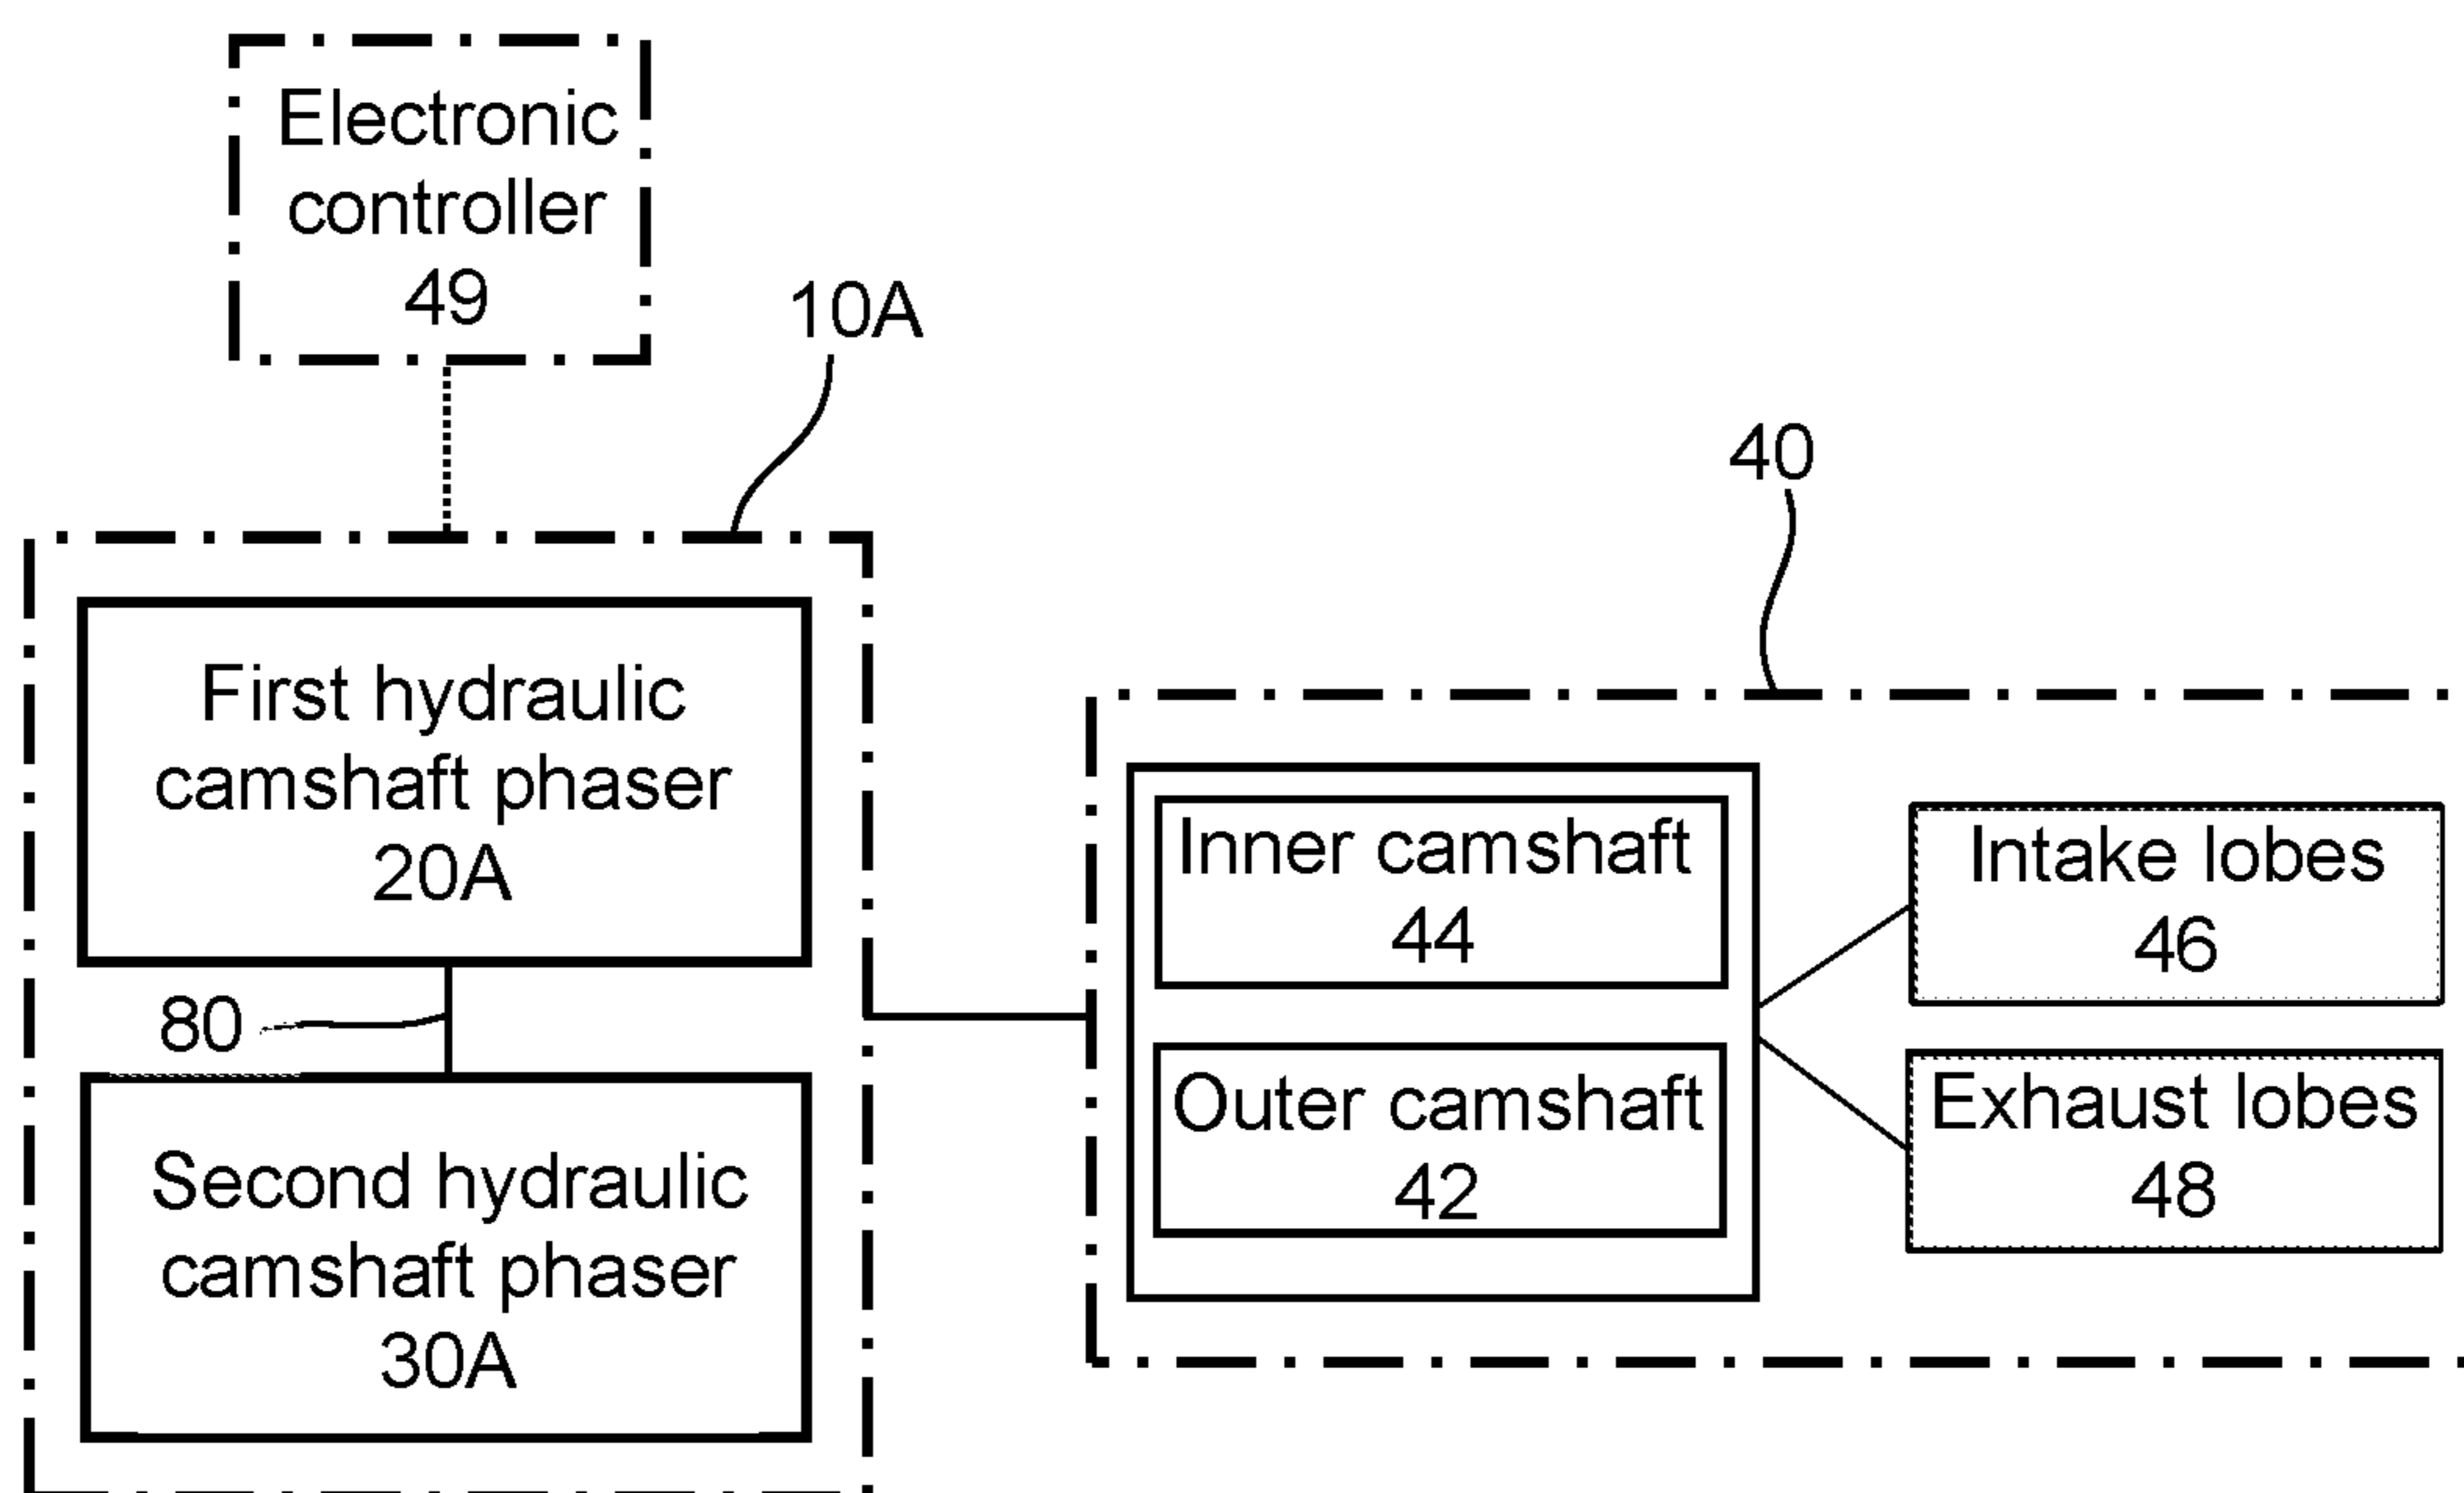 Electronic
controller
49
10A
40
First hydraulic
camshaft phaser
20A
80
Second hydraulic
camshaft phaser
30A
Inner camshaft
44
Outer camshaft
42
Intake lobes
46
Exhaust lobes
48